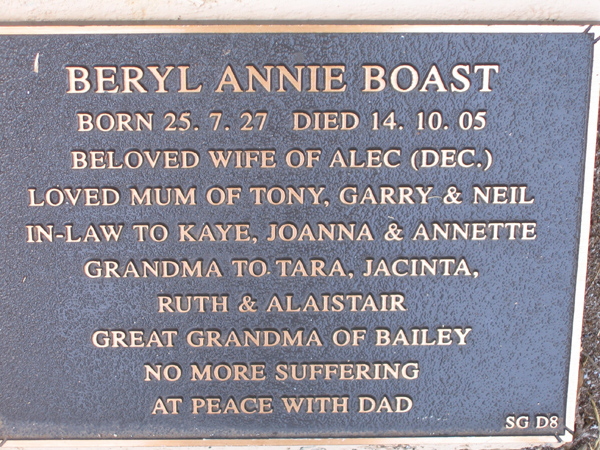 BERYL ANNIE BOAST
BORN 25. 7. 27 DIED 14. 10. 05
BELOVED WIFE OF ALEC (DEC.)
LOVED MUM OF TONY, GARRY & NEIL
IN-LAW TO KAYE, JOANNA & ANNETTE
GRANDMA TO TARA, JACINTA,
RUTH & ALAISTAIR
GREAT GRANDMA OF BAILEY
NO MORE SUFFERING
AT PEACE WITH DAD
SG D8